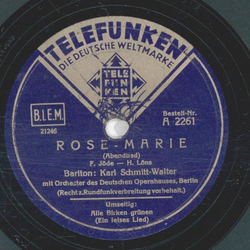 TELEFUNKEN
DIE DEUTSCHE WELTMARKE
TELE
FUN
KEN
B.I.E.M.
21246
Bestell-Nr.
A 2261
ROSE-MARIE
(Abendlied)
F. Jöde — H. Löns
Bariton: Karl Schmitt-Walter
mit Orchester des Deutschen Opernhauses, Berlin
(Recht z. Rundfunkverbreitung vorbehalt.)
Umseitig:
Alle Birken grünen
(Ein leises Lied)